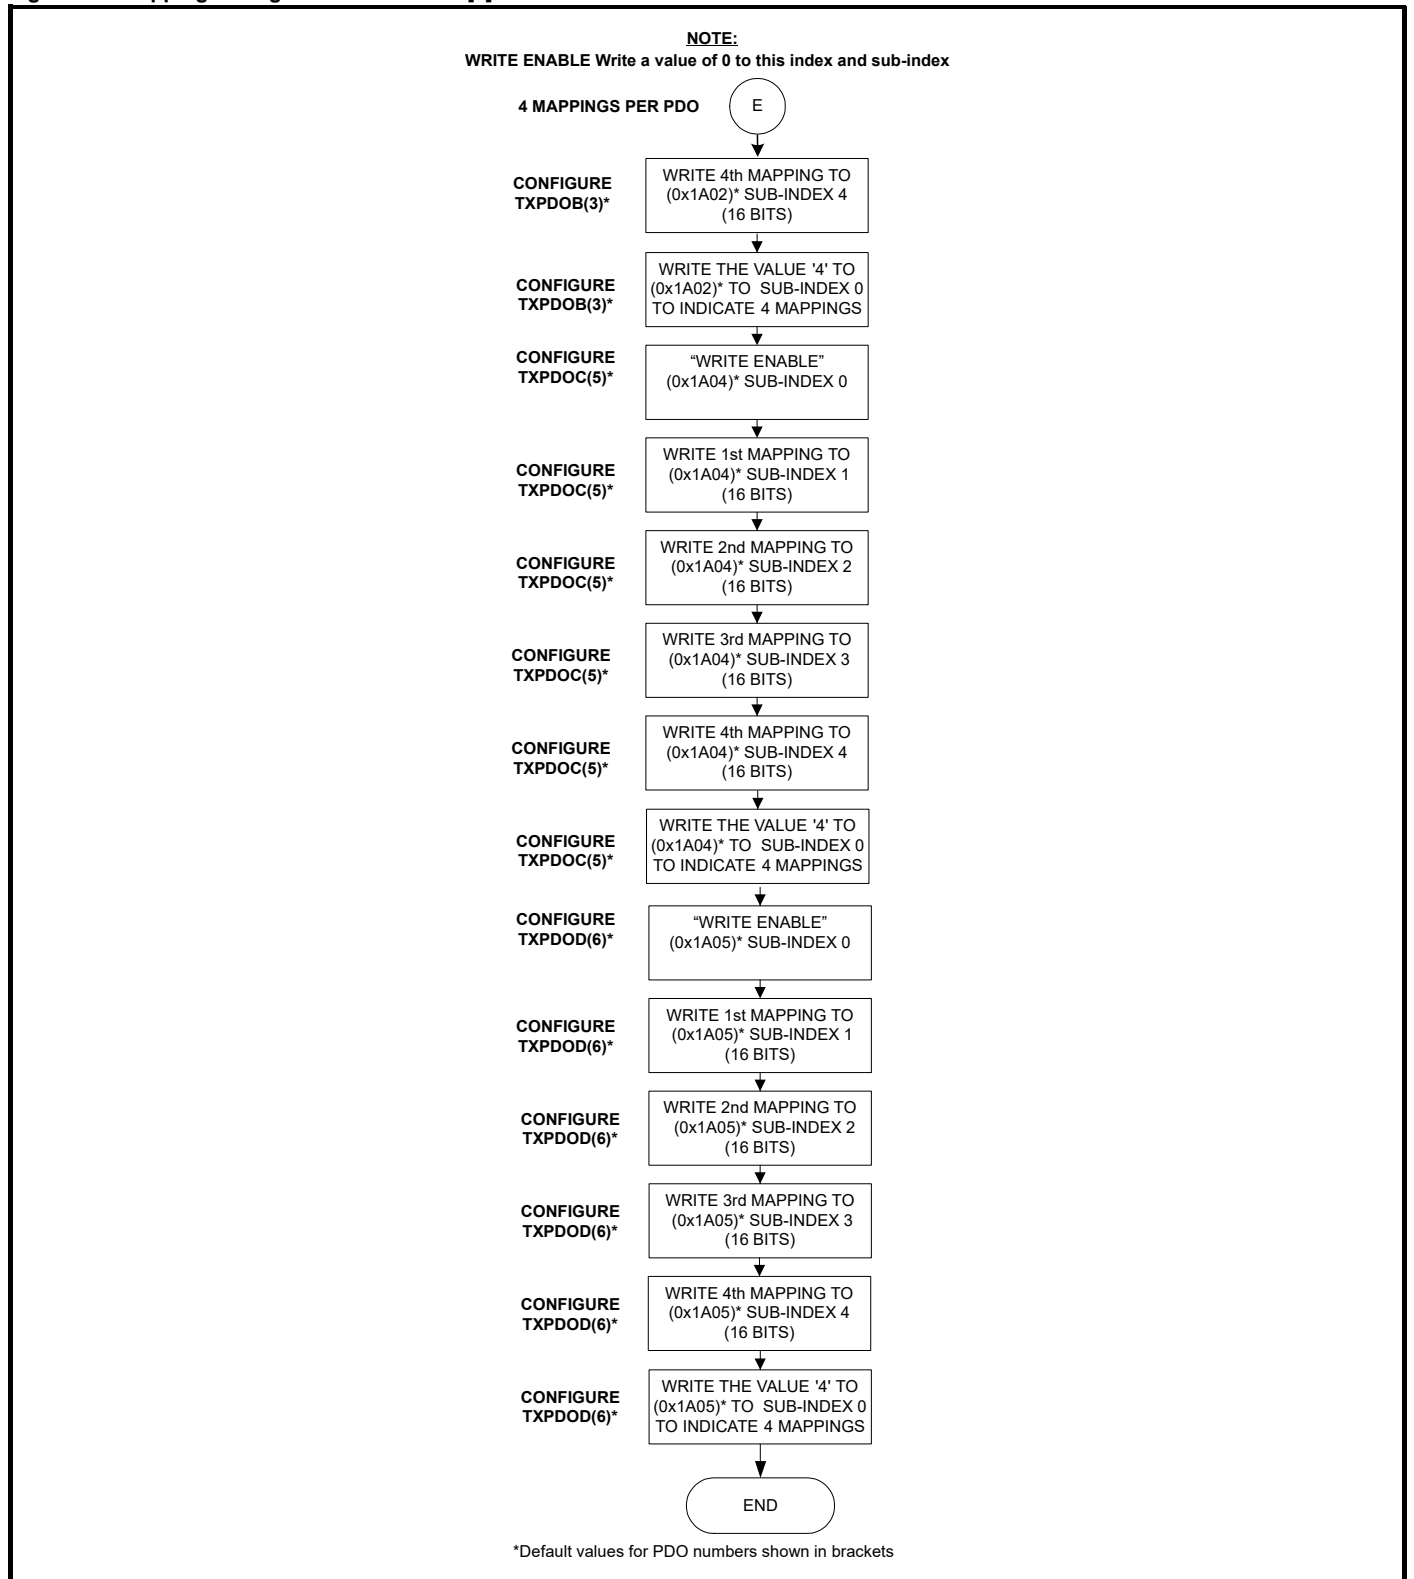 NOTE:
WRITE ENABLE Write a value of 0 to this index and sub-index
4 MAPPINGS PER PDO
E
CONFIGURE
TXPDOB(3)*
WRITE 4th MAPPING TO
(0x1A02)* SUB-INDEX 4
(16 BITS)
CONFIGURE
TXPDOB(3)*
WRITE THE VALUE '4' TO
(0x1A02)* TO SUB-INDEX 0
TO INDICATE 4 MAPPINGS
CONFIGURE
TXPDOC(5)*
“WRITE ENABLE”
(0x1A04)* SUB-INDEX 0
CONFIGURE
TXPDOC(5)*
WRITE 1st MAPPING TO
(0x1A04)* SUB-INDEX 1
(16 BITS)
CONFIGURE
TXPDOC(5)*
WRITE 2nd MAPPING TO
(0x1A04)* SUB-INDEX 2
(16 BITS)
CONFIGURE
TXPDOC(5)*
WRITE 3rd MAPPING TO
(0x1A04)* SUB-INDEX 3
(16 BITS)
CONFIGURE
TXPDOC(5)*
WRITE 4th MAPPING TO
(0x1A04)* SUB-INDEX 4
(16 BITS)
CONFIGURE
TXPDOC(5)*
WRITE THE VALUE '4' TO
(0x1A04)* TO SUB-INDEX 0
TO INDICATE 4 MAPPINGS
CONFIGURE
TXPDOD(6)*
“WRITE ENABLE”
(0x1A05)* SUB-INDEX 0
CONFIGURE
TXPDOD(6)*
WRITE 1st MAPPING TO
(0x1A05)* SUB-INDEX 1
(16 BITS)
CONFIGURE
TXPDOD(6)*
WRITE 2nd MAPPING TO
(0x1A05)* SUB-INDEX 2
(16 BITS)
CONFIGURE
TXPDOD(6)*
WRITE 3rd MAPPING TO
(0x1A05)* SUB-INDEX 3
(16 BITS)
CONFIGURE
TXPDOD(6)*
WRITE 4th MAPPING TO
(0x1A05)* SUB-INDEX 4
(16 BITS)
CONFIGURE
TXPDOD(6)*
WRITE THE VALUE '4' TO
(0x1A05)* TO SUB-INDEX 0
TO INDICATE 4 MAPPINGS
END
*Default values for PDO numbers shown in brackets